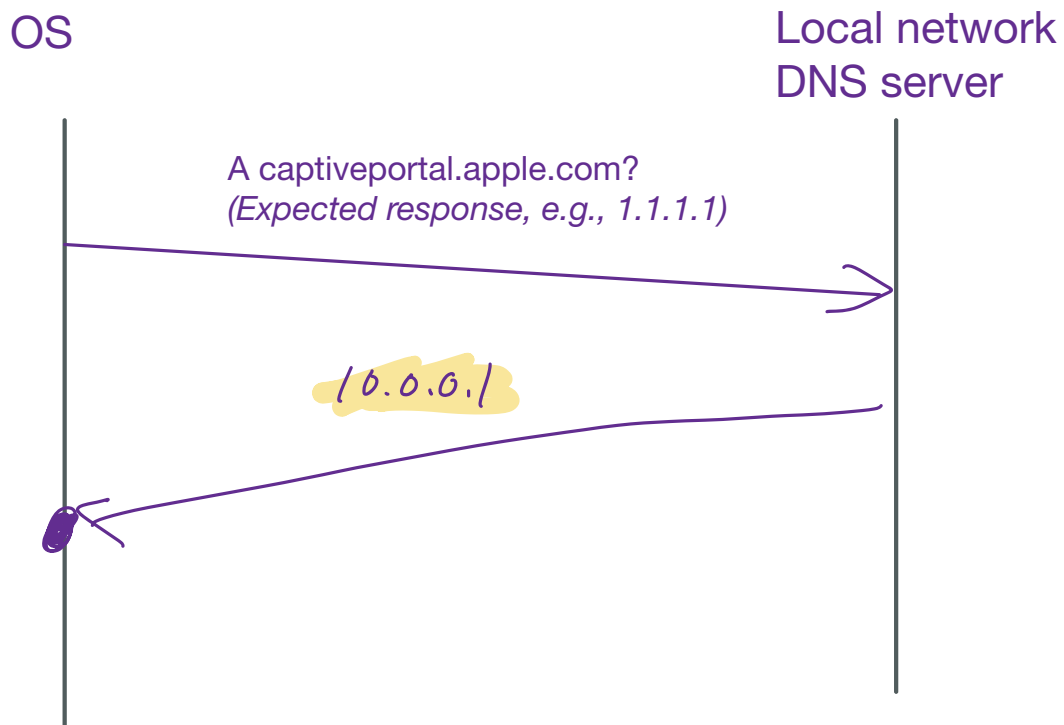 OS
Local network
DNS server
A captiveportal.apple.com?
(Expected response, e.g., 1.1.1.1)
10.0.0.1